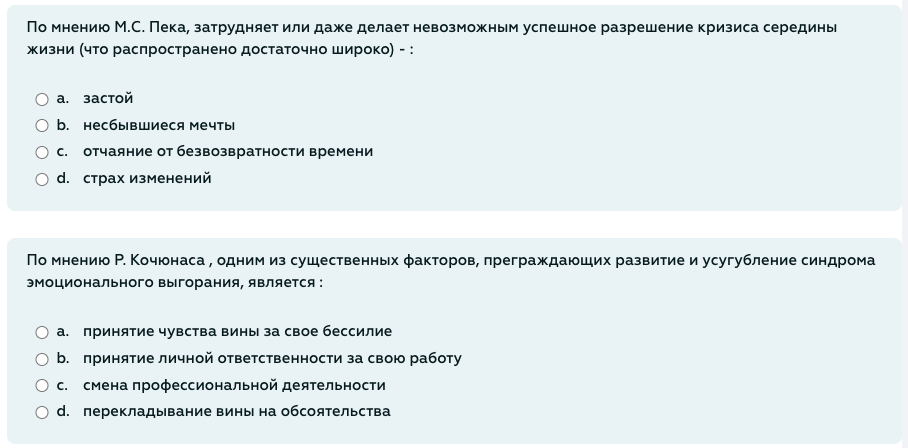 По мнению М.С. Пека, затрудняет или даже делает невозможным успешное разрешение кризиса середины
жизни (что распространено достаточно широко) - :
a. застой
b. несбывшиеся мечты
c. отчаяние от безвозвратности времени
d. страх изменений
По мнению Р. Кочюнаса , одним из существенных факторов, преграждающих развитие и усугубление синдрома
эмоционального выгорания, является :
a. принятие чувства вины за свое бессилие
b. принятие личной ответственности за свою работу
c. смена профессиональной деятельности
d. перекладывание вины на обсоятельства